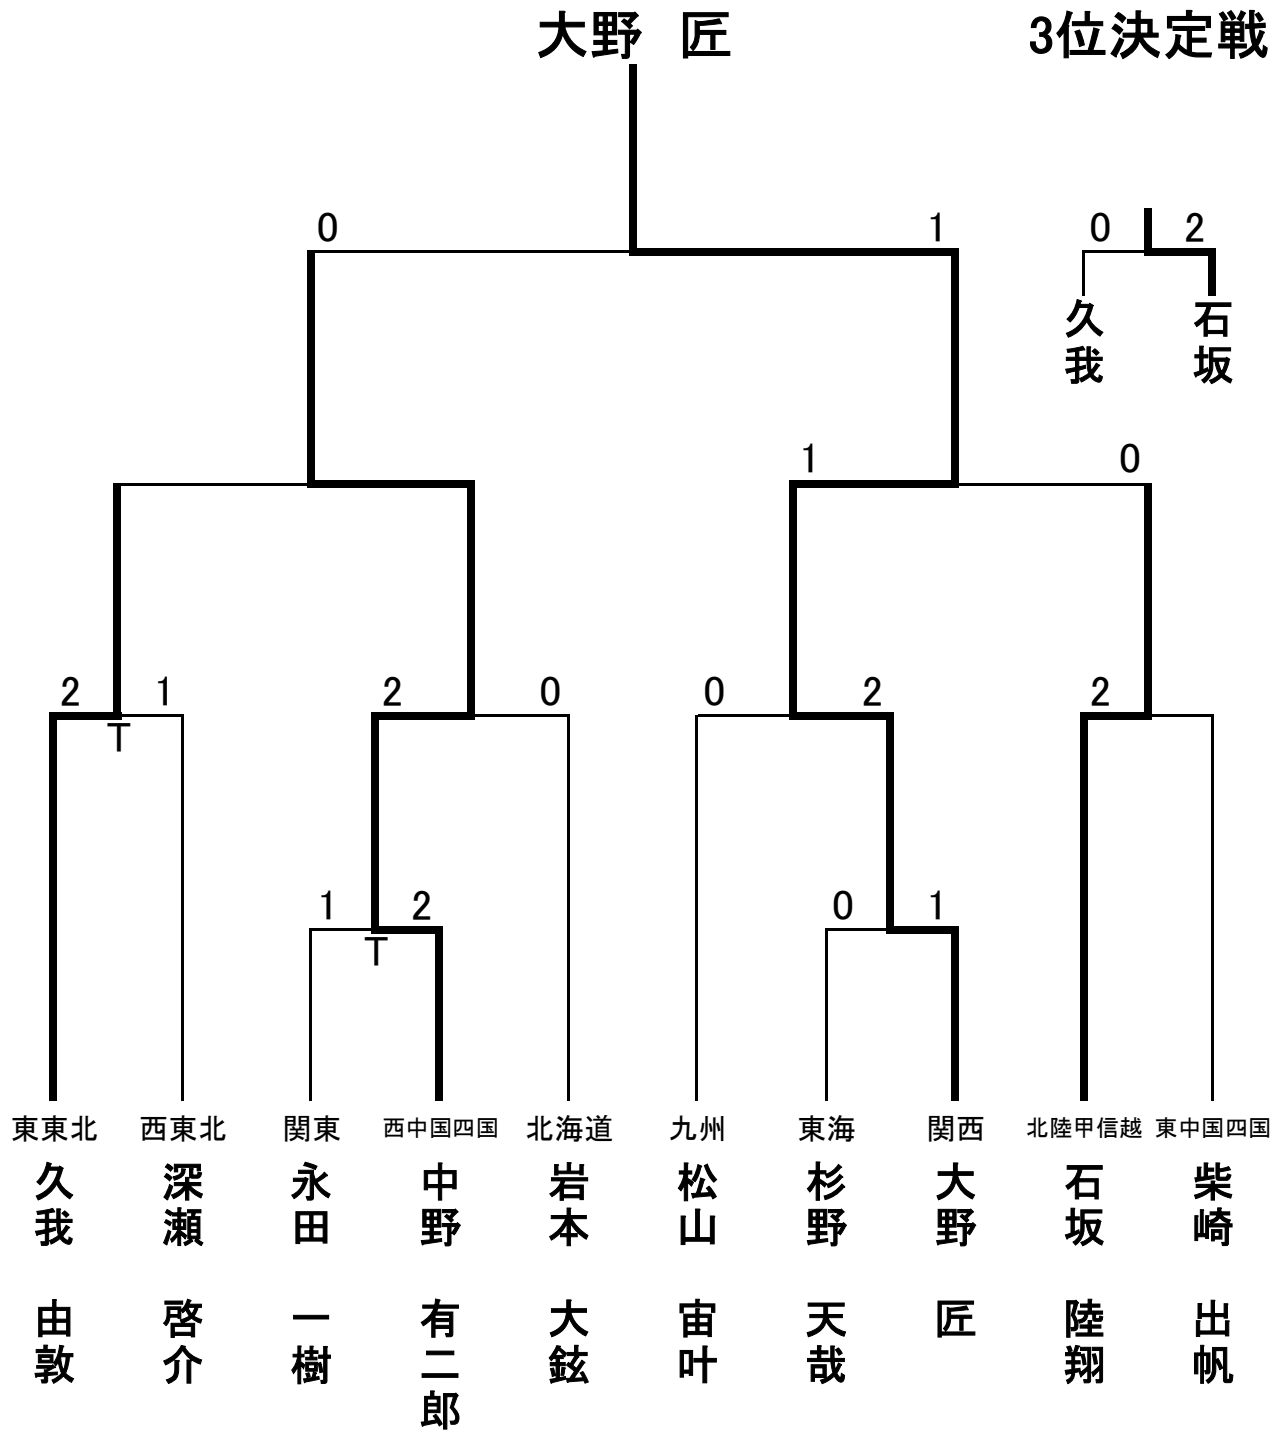 大野 匠
3位決定戦
0 1
0 2
久我
石坂
1 0
2 1
T
2 0
0 2
2
1 2
T
0 1
東東北
西東北
関東
西中国四国
北海道
九州
東海
関西
北陸甲信越
東中国四国
久我 由敦
深瀬 啓介
永田 一樹
中野 有二郎
岩本 大鉉
松山 宙叶
杉野 天哉
大野 匠
石坂 陸翔
柴崎 出帆